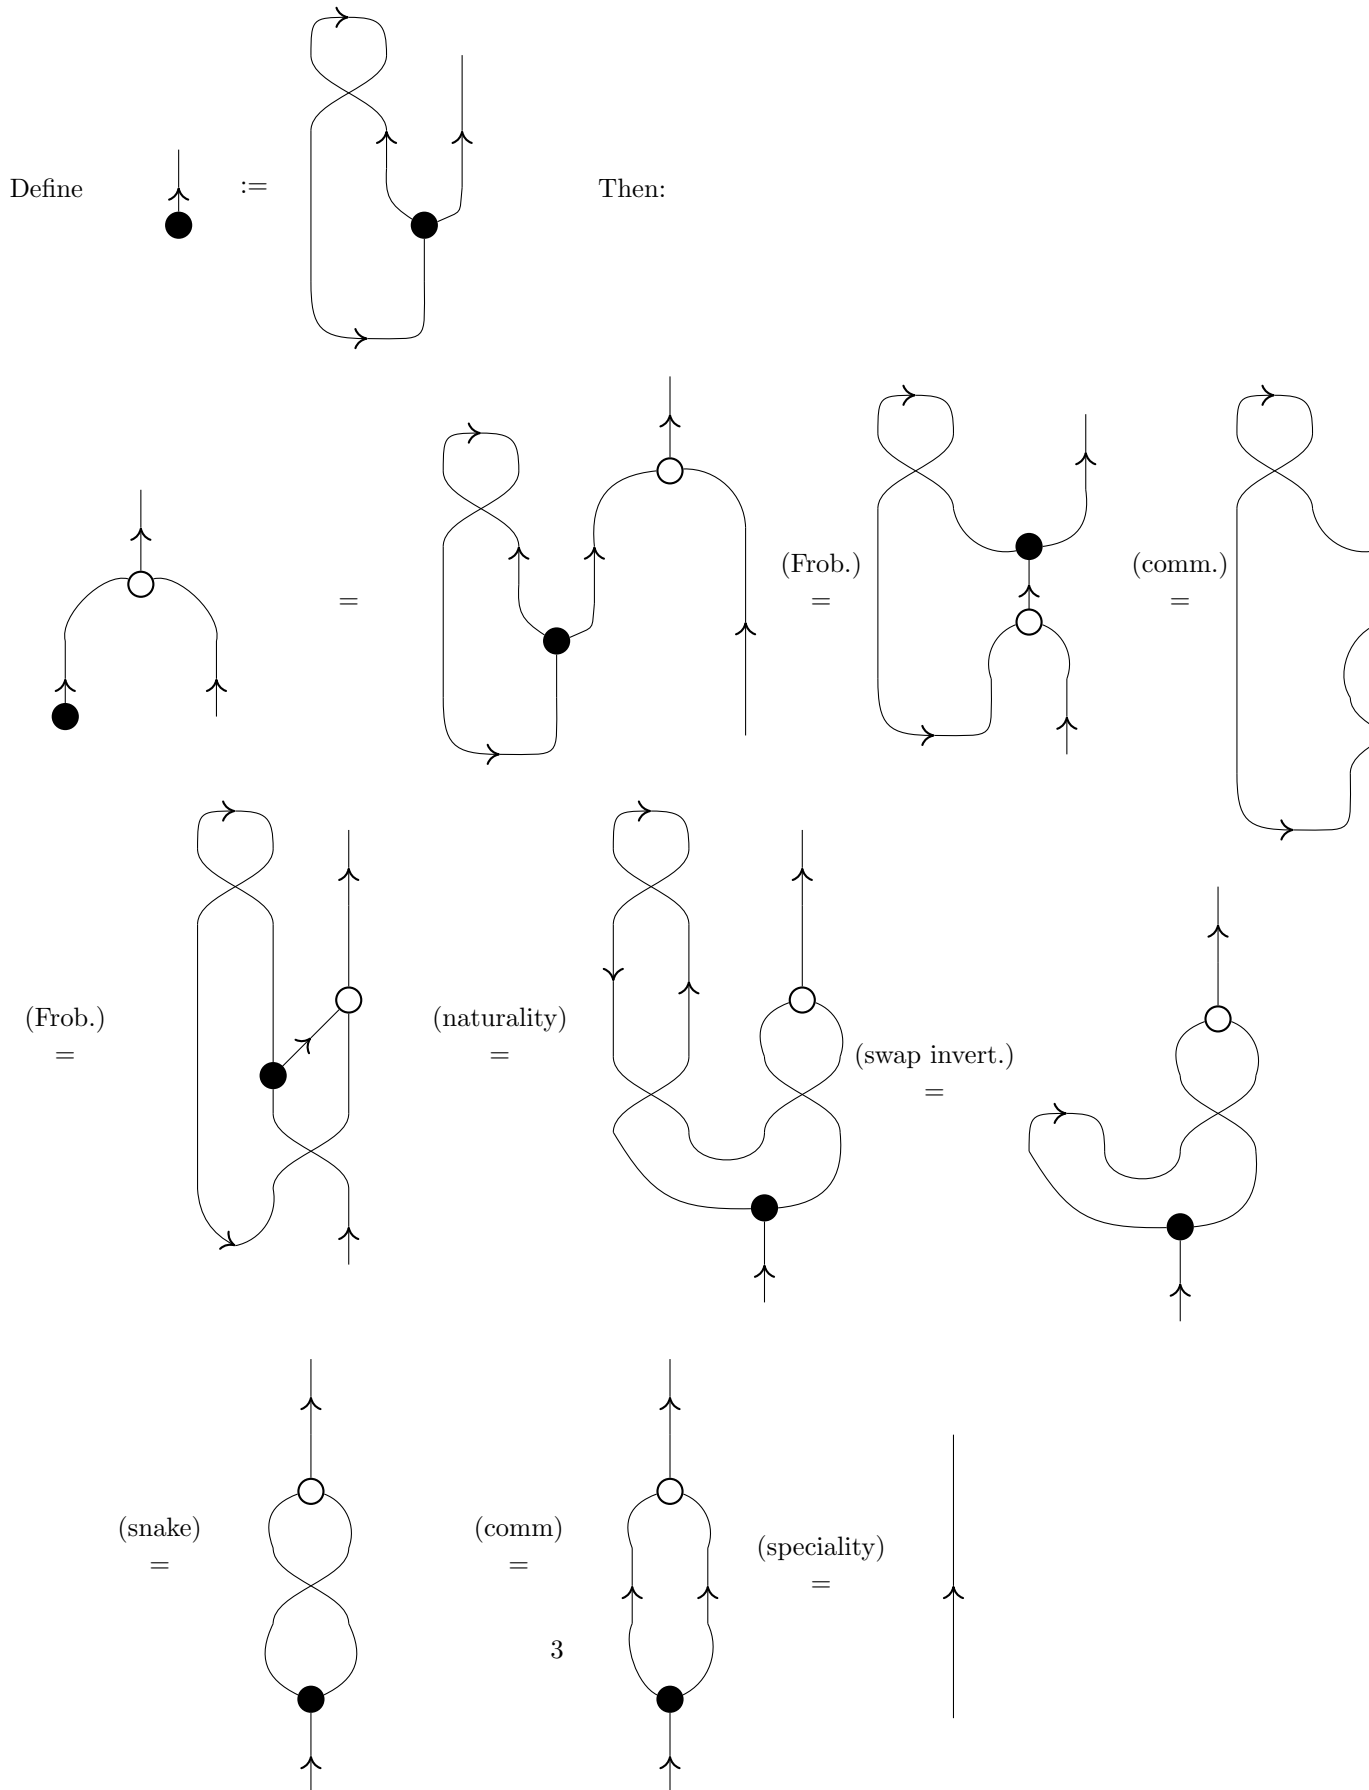 Define := Then:
=
(Frob.)
=
(comm.)
=
(Frob.)
=
(naturality)
=
(swap invert.)
=
(snake)
=
(comm)
=
(speciality)
=
3